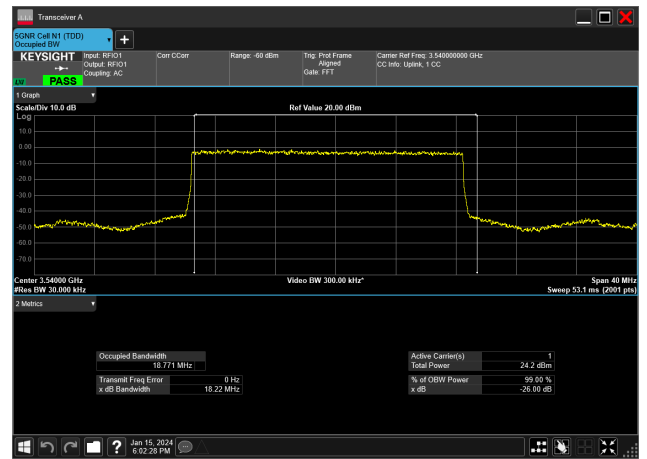 Transceiver A
5GNR Cell N1 (TDD)
Occupied BW
KEYSIGHT
LW
PASS
Input: RFIO1
Output: RFIO1
Coupling: AC
Corr CCorr
Range: -60 dBm
Trig: Prot Frame
Aligned
Gate: FFT
Carrier Ref Freq: 3.540000000 GHz
CC Info: Uplink, 1 CC
1 Graph
Scale/Div 10.0 dB
Ref Value 20.00 dBm
Log
10.0
0.00
-10.0
-20.0
-30.0
-40.0
-50.0
-60.0
-70.0
Center 3.54000 GHz
Video BW 300.00 kHz*
Span 40 MHz
#Res BW 30.000 kHz
Sweep 53.1 ms (2001 pts)
2 Metrics
Occupied Bandwidth
18.771 MHz
Transmit Freq Error 0 Hz
x dB Bandwidth 18.22 MHz
Active Carrier(s) 1
Total Power 24.2 dBm
% of OBW Power 99.00 %
x dB -26.00 dB
Jan 15, 2024
6:02:28 PM